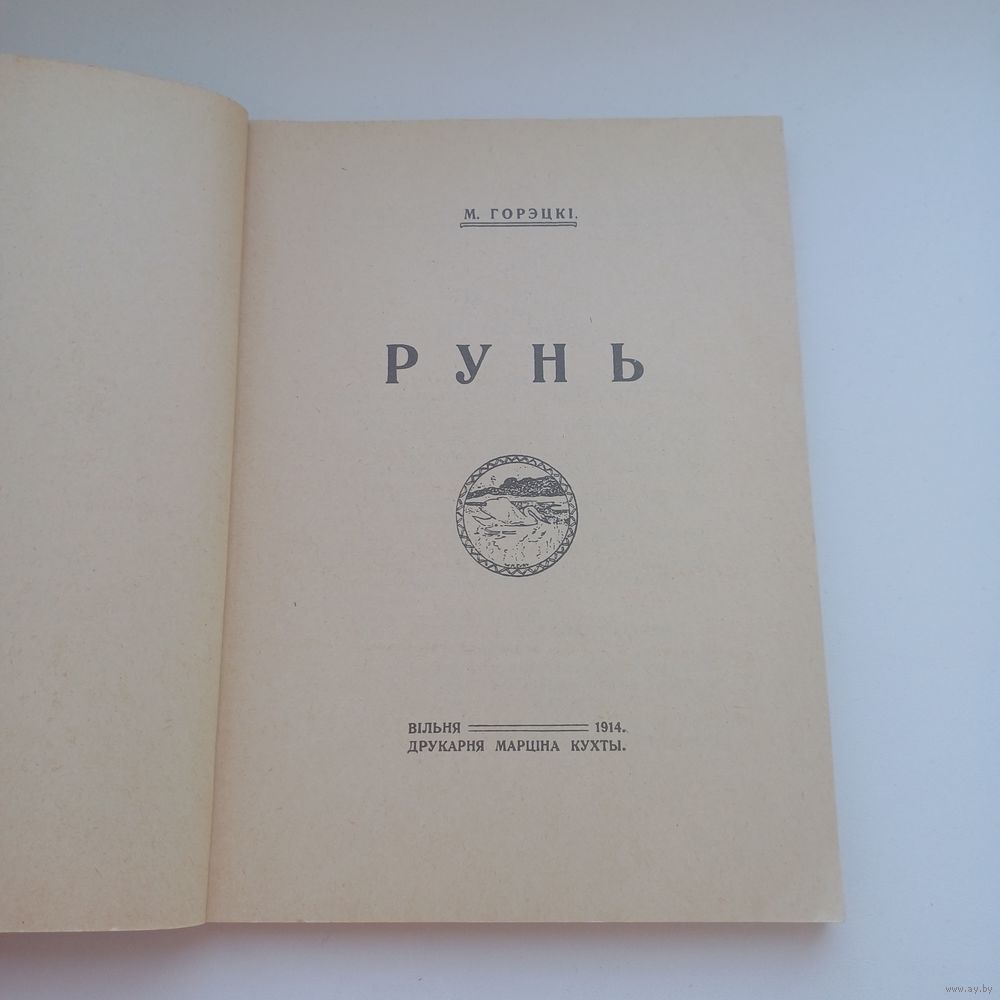 М. ГОРЭЦКІ.
РУНЬ
ВІЛЬНЯ 1914.
ДРУКАРНЯ МАРЦІНА КУХТЫ.
www.ay.by